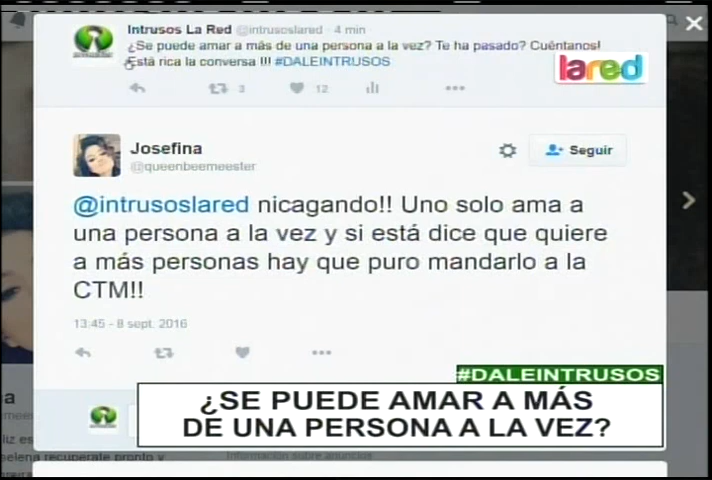 Intrusos La Red @intrusoslared · 4 min
¿Se puede amar a más de una persona a la vez? Te ha pasado? Cuéntanos!
Está rica la conversa !!! #DALEINTRUSOS
lared
3
12
Josefina
@queenbeemeester
Seguir
@intrusoslared nicagando!! Uno solo ama a
una persona a la vez y si está dice que quiere
a más personas hay que puro mandarlo a la
CTM!!
13:45 - 8 sept. 2016
#DALEINTRUSOS
¿SE PUEDE AMAR A MÁS
DE UNA PERSONA A LA VEZ?
Información sobre anuncios